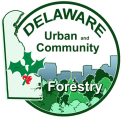 DELAWARE
Urban and
Community
Forestry